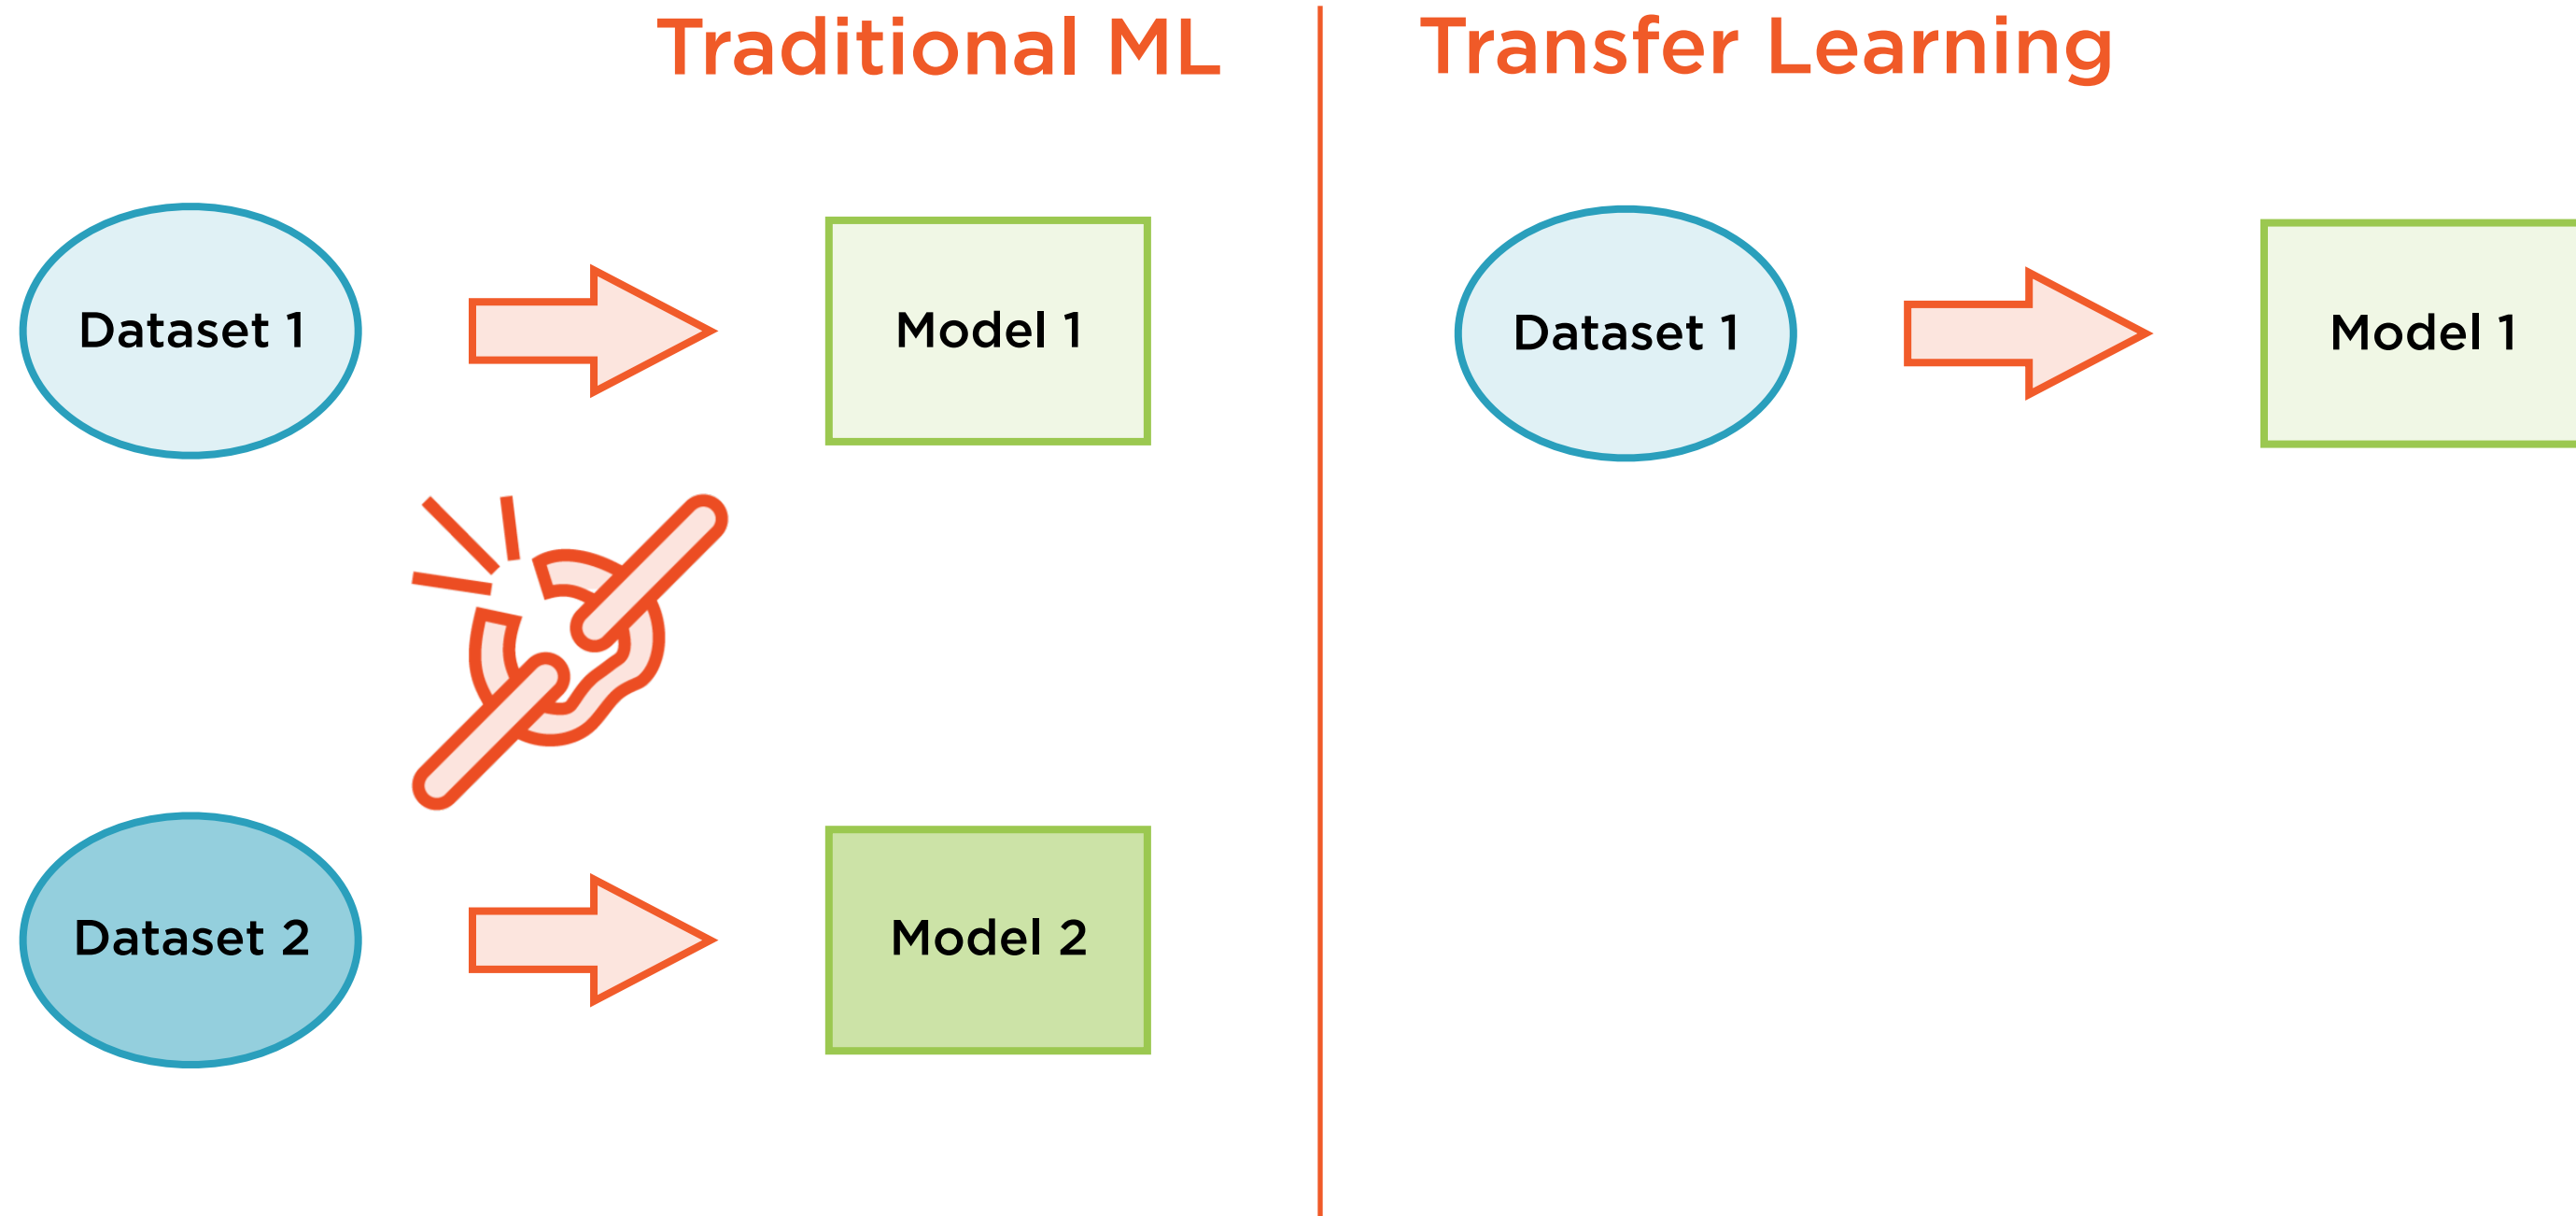 Traditional ML
Transfer Learning
Dataset 1
Model 1
Dataset 2
Model 2
Dataset 1
Model 1